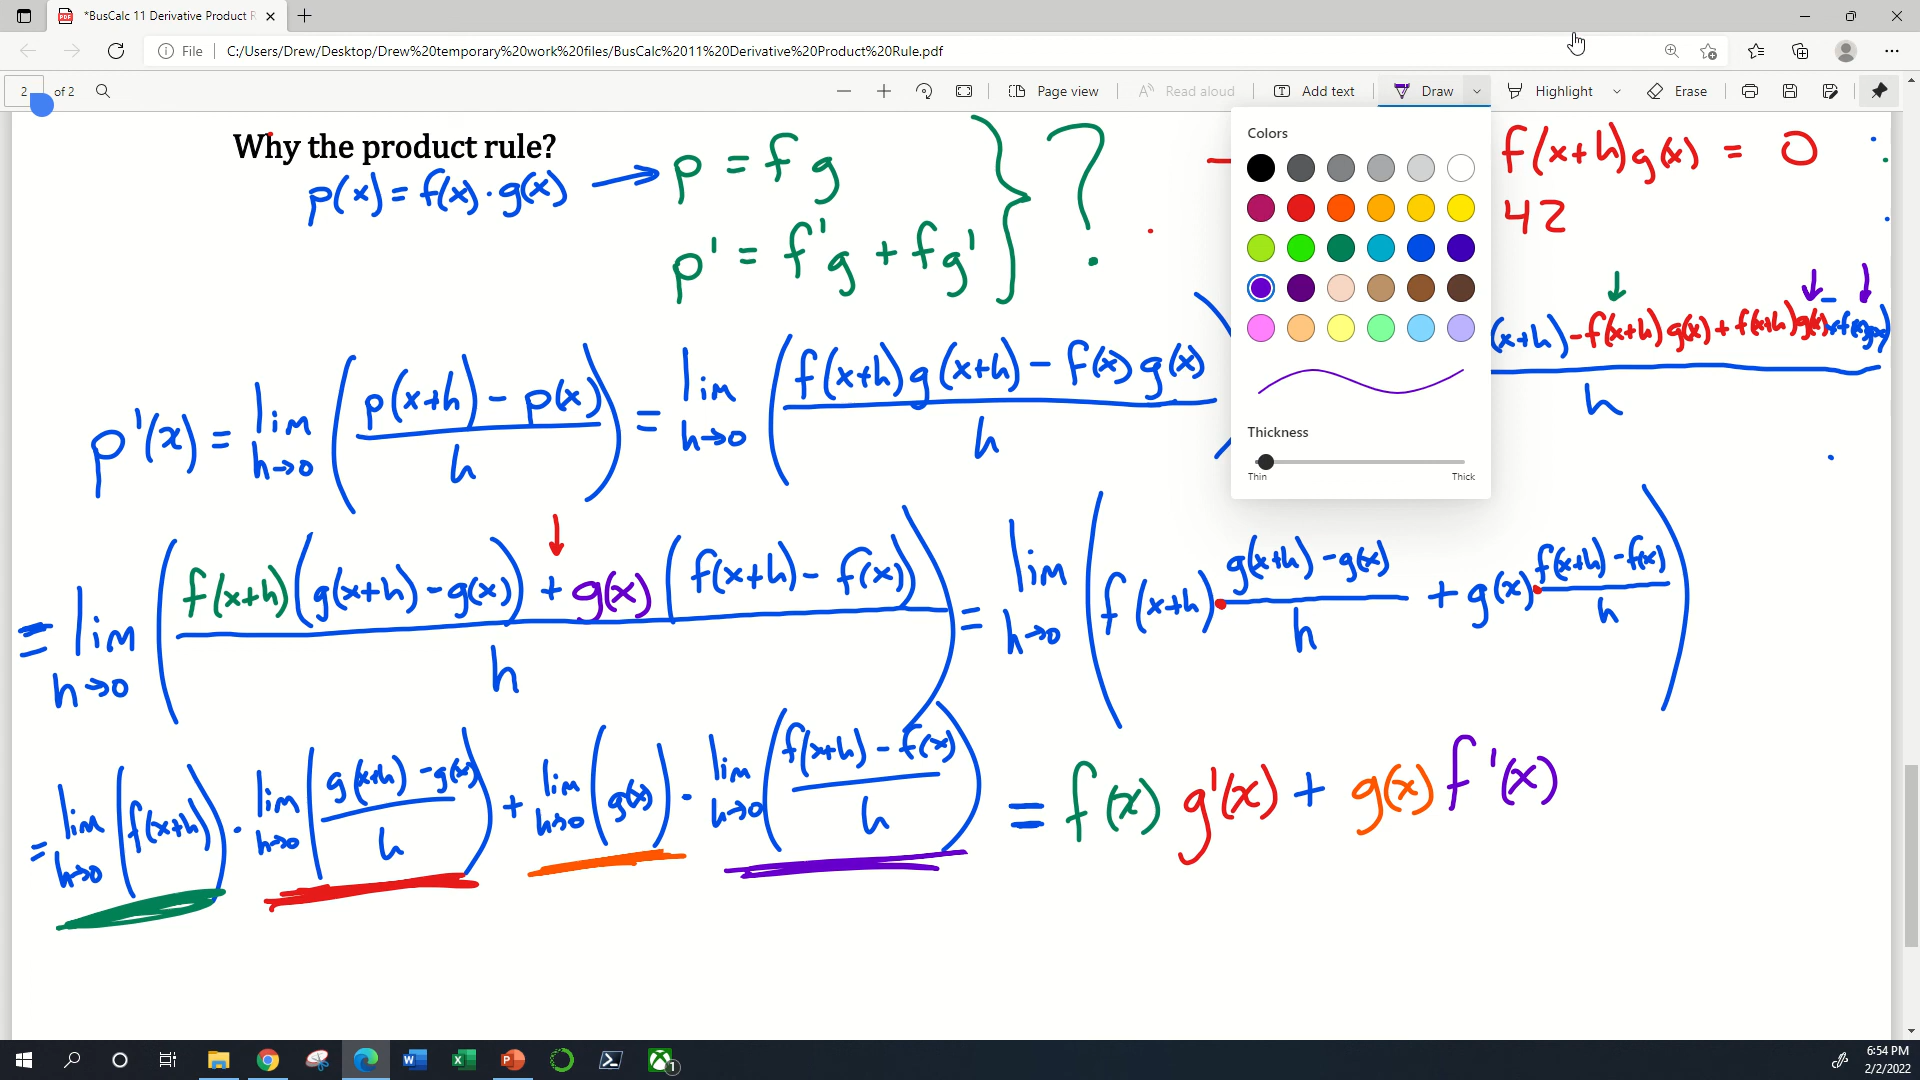 *BusCalc 11 Derivative Product R
File
C:/Users/Drew/Desktop/Drew%20temporary%20work%20files/BusCalc%2011%20Derivative%20Product%20Rule.pdf
2 of 2
Page view
Read aloud
Add text
Draw
Highlight
Erase
Why the product rule?
p(x) = f(x)·g(x) → p = f g
p' = f'g + fg'
} ?
f(x+h)g(x) = 0
42
Colors
Thickness
Thin Thick
p'(x) = lim h→0 (p(x+h) - p(x) / h) = lim h→0 (f(x+h)g(x+h) - f(x)g(x) / h
(x+h) -f(x+h)g(x) + f(x+h)g(x)
h
= lim h→0 (f(x+h)(g(x+h) - g(x)) + g(x)(f(x+h) - f(x)) / h) = lim h→0 (f(x+h)·g(x+h) - g(x) / h + g(x)·f(x+h) - f(x) / h)
= lim h→0 (f(x+h)) · lim h→0 (g(x+h) - g(x) / h) + lim h→0 (g(x)) · lim h→0 (f(x+h) - f(x) / h) = f(x) g'(x) + g(x) f'(x)
1
6:54 PM
2/2/2022